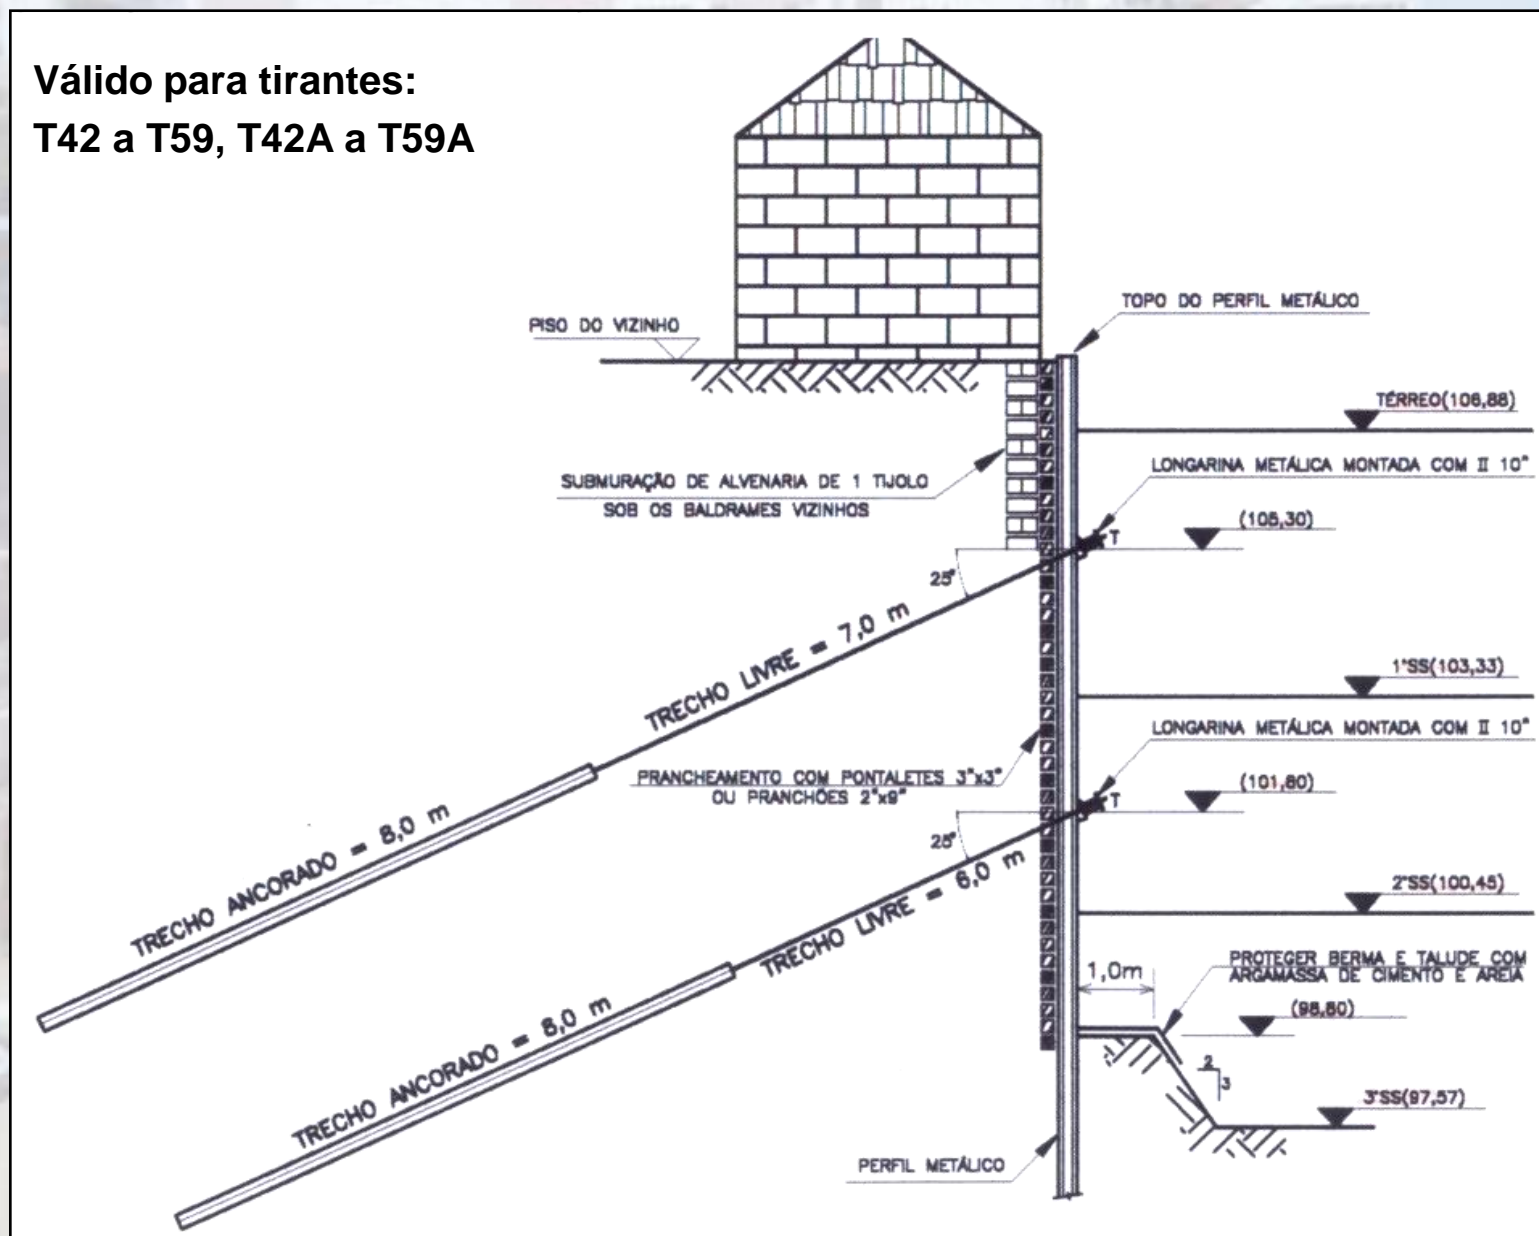 Válido para tirantes:
T42 a T59, T42A a T59A
TOPO DO PERFIL METÁLICO
PISO DO VIZINHO
TÉRREO(106,88)
LONGARINA METÁLICA MONTADA COM II 10"
SUBMURAÇÃO DE ALVENARIA DE 1 TIJOLO
SOB OS BALDRAMES VIZINHOS
(105,30)
T
25°
TRECHO LIVRE = 7,0 m
1°SS(103,33)
LONGARINA METÁLICA MONTADA COM II 10"
PRANCHEAMENTO COM PONTALETES 3"x3"
OU PRANCHÕES 2"x9"
(101,80)
T
25°
TRECHO ANCORADO = 8,0 m
TRECHO LIVRE = 6,0 m
2°SS(100,45)
PROTEGER BERMA E TALUDE COM
ARGAMASSA DE CIMENTO E AREIA
1,0m
(98,80)
TRECHO ANCORADO = 8,0 m
2
3
3°SS(97,57)
PERFIL METÁLICO